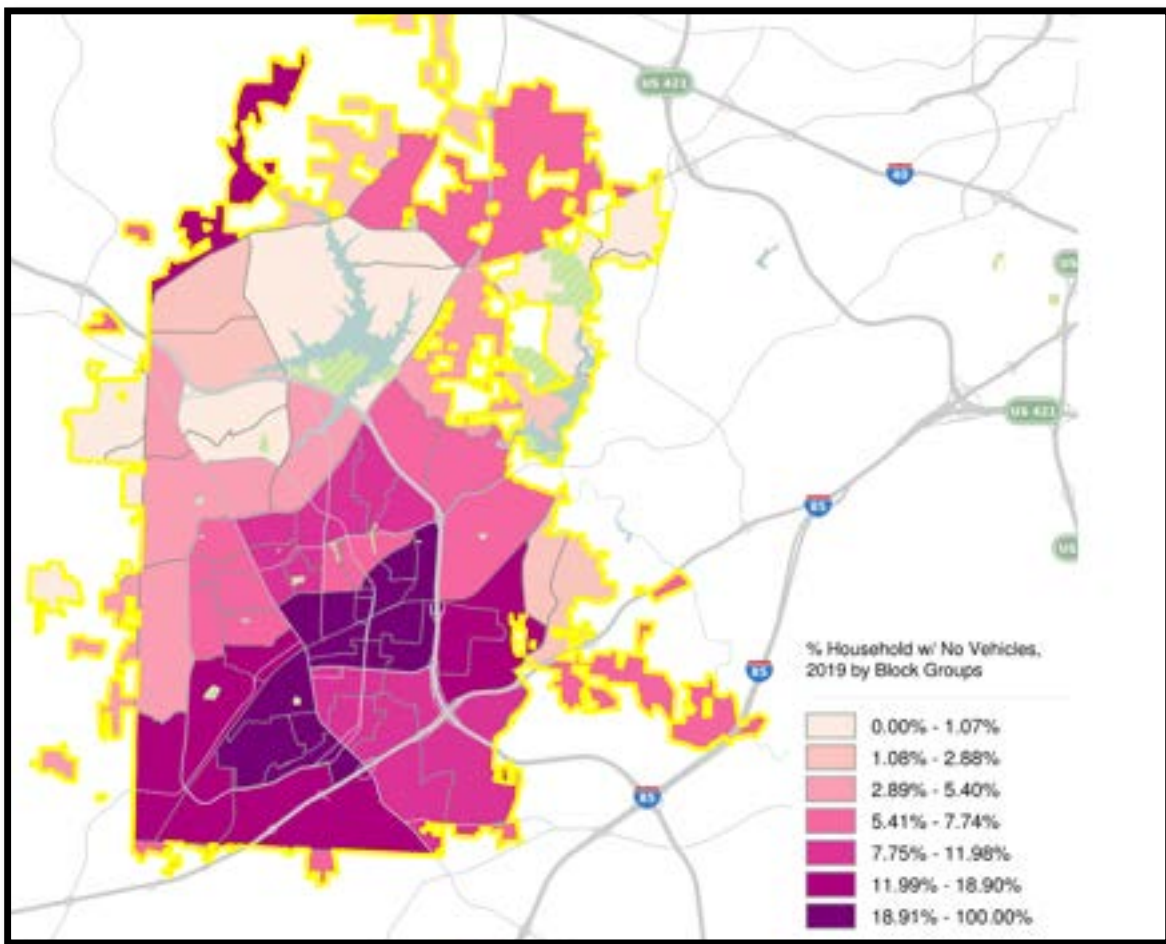 US 421
40
US 421
85
85
85
% Household w/ No Vehicles,
2019 by Block Groups
0.00% - 1.07%
1.08% - 2.88%
2.89% - 5.40%
5.41% - 7.74%
7.75% - 11.98%
11.99% - 18.90%
18.91% - 100.00%